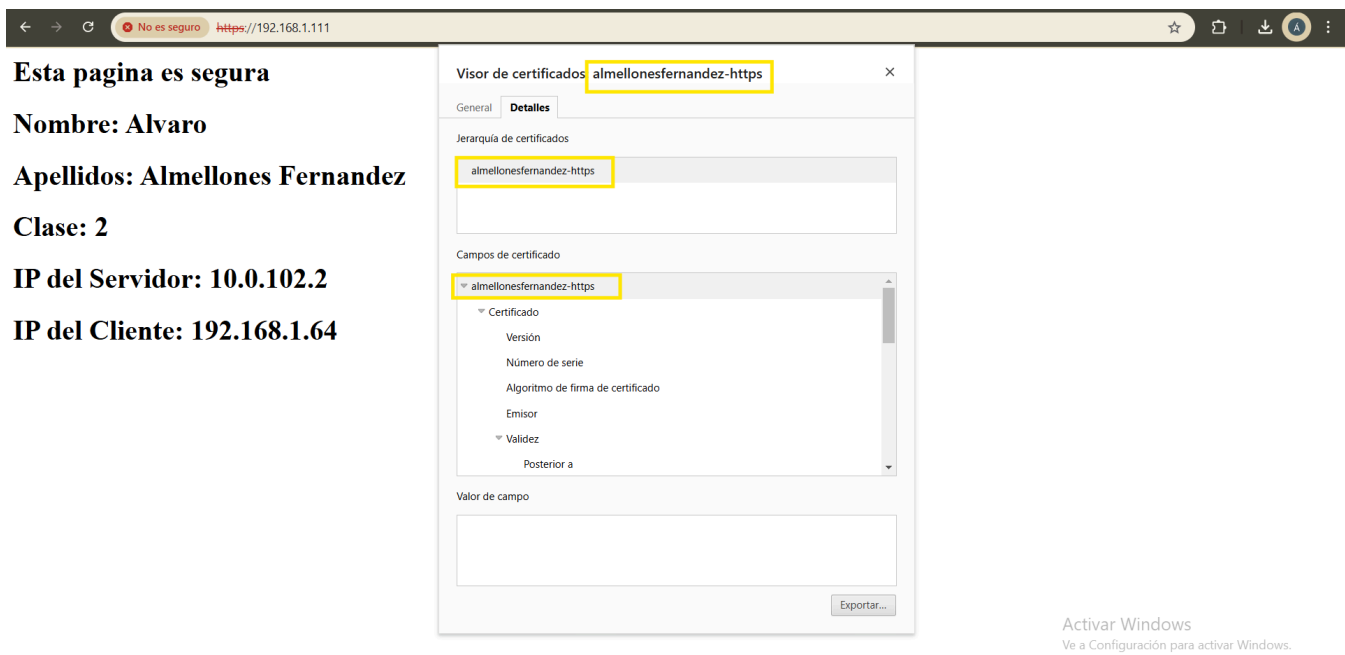 No es seguro https://192.168.1.111
Á
Esta pagina es segura
Nombre: Alvaro
Apellidos: Almellones Fernandez
Clase: 2
IP del Servidor: 10.0.102.2
IP del Cliente: 192.168.1.64
Visor de certificados: almellonesfernandez-https
General Detalles
Jerarquía de certificados
almellonesfernandez-https
Campos de certificado
almellonesfernandez-https
Certificado
Versión
Número de serie
Algoritmo de firma de certificado
Emisor
Validez
Posterior a
Valor de campo
Exportar...
Activar Windows
Ve a Configuración para activar Windows.